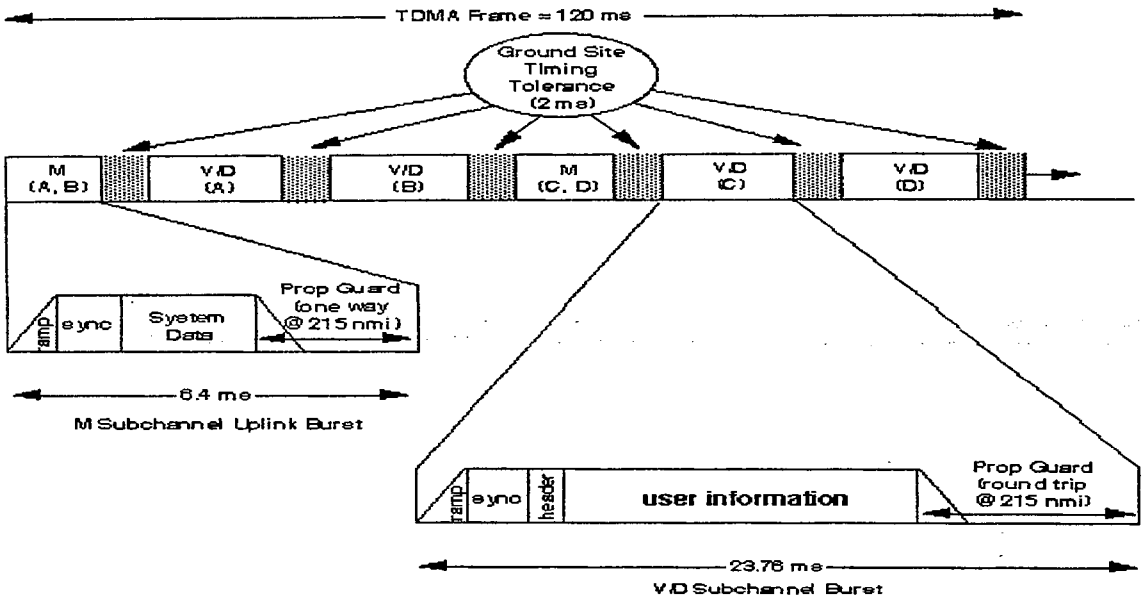 TDMA Frame = 120 ms
Ground Site
Timing
Tolerance
(2 ms)
M
(A, B)
V/D
(A)
V/D
(B)
M
(C, D)
V/D
(C)
V/D
(D)
ramp
sync
System
Data
Prop Guard
(one way
@ 215 nmi)
6.4 ms
M Subchannel Uplink Burst
ramp
sync
header
user information
Prop Guard
(round trip
@ 215 nmi)
23.76 ms
V/D Subchannel Burst